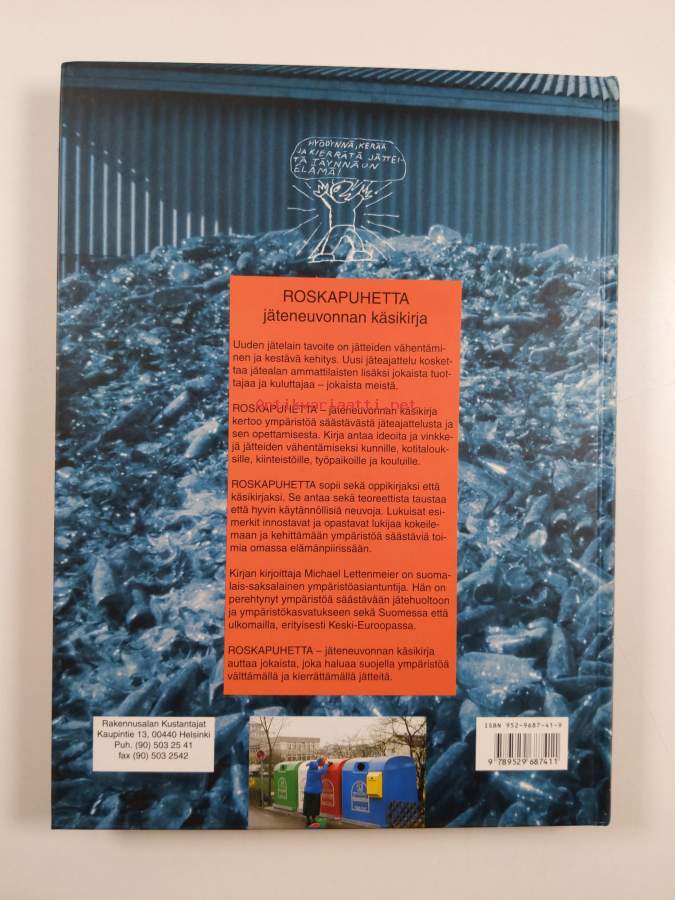 HYÖDYNNÄ, KERÄÄ
JA KIERRÄTÄ JÄTTEI-
TÄ TÄYNNÄ ON
ELÄMÄ!
ROSKAPUHETTA
jäteneuvonnan käsikirja
Uuden jätelain tavoite on jätteiden vähentämi-
nen ja kestävä kehitys. Uusi jäteajattelu kosket-
taa jätealan ammattilaisten lisäksi jokaista tuot-
tajaa ja kuluttajaa – jokaista meistä.
Antikvariaatti.net
ROSKAPUHETTA – jäteneuvonnan käsikirja
kertoo ympäristöä säästävästä jäteajattelusta ja
sen opettamisesta. Kirja antaa ideoita ja vinkke-
jä jätteiden vähentämiseksi kunnille, kotitalouk-
sille, kiinteistöille, työpaikoille ja kouluille.
ROSKAPUHETTA sopii sekä oppikirjaksi että
käsikirjaksi. Se antaa sekä teoreettista taustaa
että hyvin käytännöllisiä neuvoja. Lukuisat esi-
merkit innostavat ja opastavat lukijaa kokeile-
maan ja kehittämään ympäristöä säästäviä toi-
mia omassa elämänpiirissään.
Kirjan kirjoittaja Michael Lettenmeier on suoma-
lais-saksalainen ympäristöasiantuntija. Hän on
perehtynyt ympäristöä säästävään jätehuoltoon
ja ympäristökasvatukseen sekä Suomessa että
ulkomailla, erityisesti Keski-Euroopassa.
ROSKAPUHETTA – jäteneuvonnan käsikirja
auttaa jokaista, joka haluaa suojella ympäristöä
välttämällä ja kierrättämällä jätteitä.
Rakennusalan Kustantajat
Kaupintie 13, 00440 Helsinki
Puh. (90) 503 25 41
fax (90) 503 2542
ISBN 952-9687-41-9
9 789529 687411